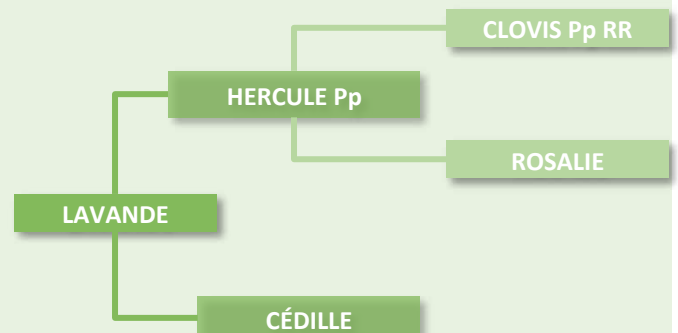 CLOVIS Pp RR
HERCULE Pp
ROSALIE
LAVANDE
CÉDILLE